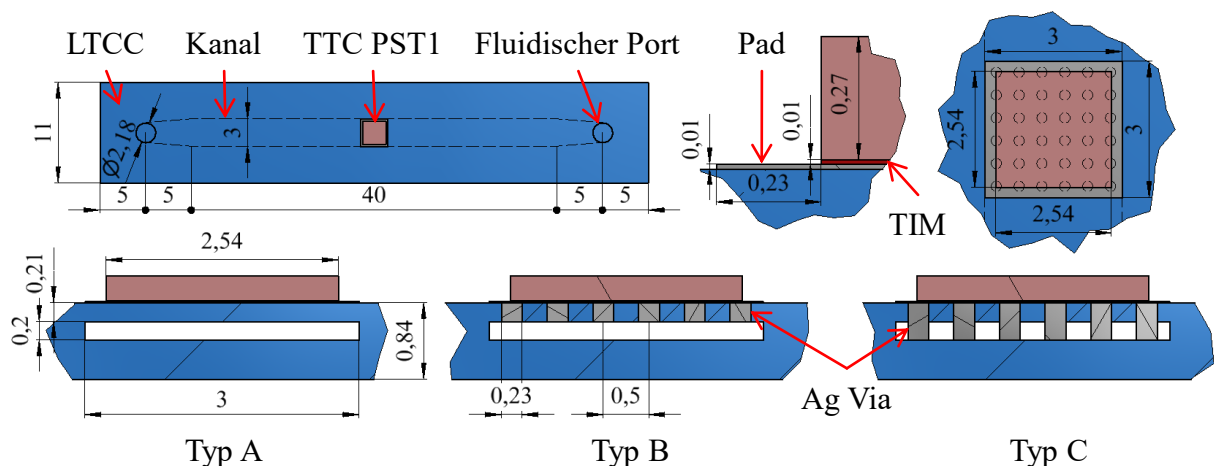 LTCC Kanal TTC PST1 Fluidischer Port Pad
3
11
Ø2,18
3
0,01
0,01
0,27
0,23
TIM
2,54
3
2,54
5 5 40 5 5
2,54
0,21
0,2
0,84
3
0,23
0,5
Ag Via
Typ A Typ B Typ C